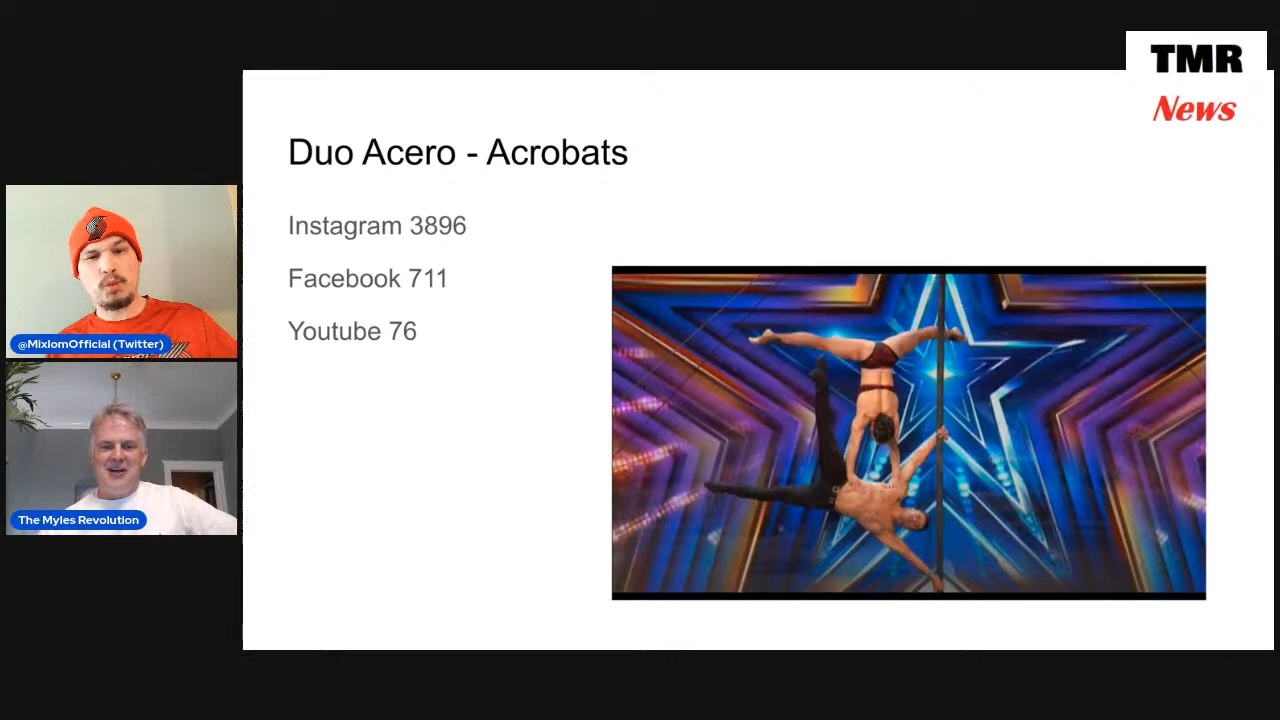 TMR
News
Duo Acero - Acrobats
Instagram 3896
Facebook 711
Youtube 76
@MixlomOfficial (Twitter)
The Myles Revolution